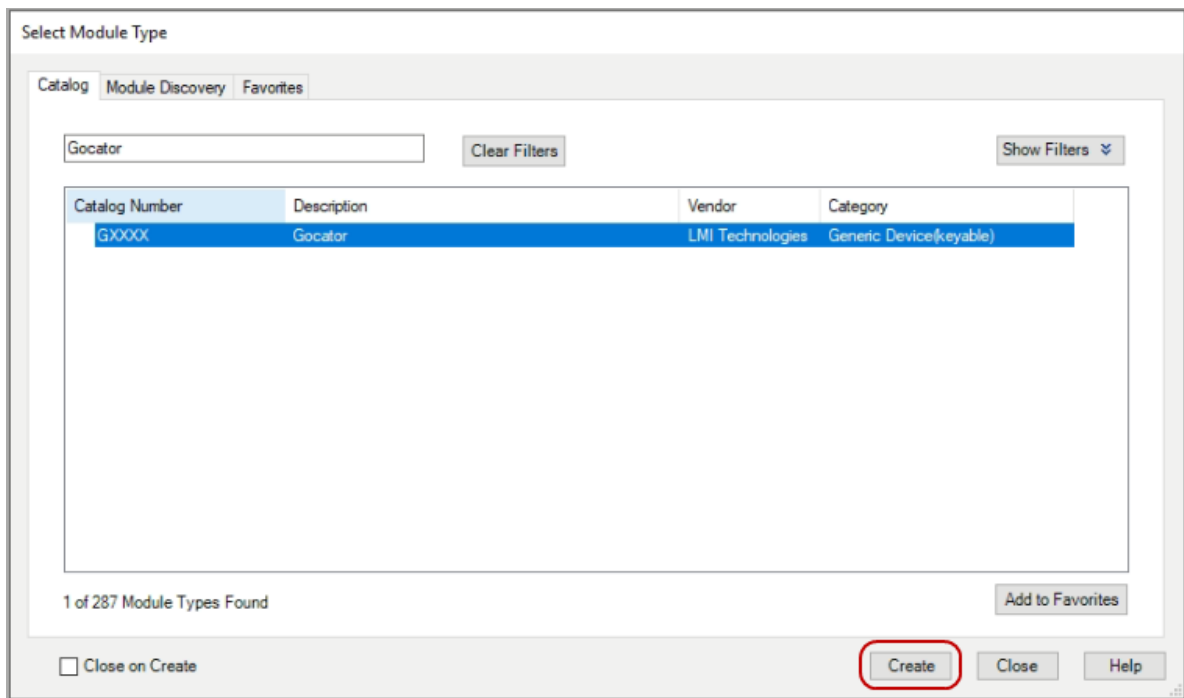 Select Module Type
Catalog Module Discovery Favorites
Gocator Clear Filters Show Filters
Catalog Number Description Vendor Category
GXXXX Gocator LMI Technologies Generic Device(keyable)
1 of 287 Module Types Found Add to Favorites
Close on Create Create Close Help